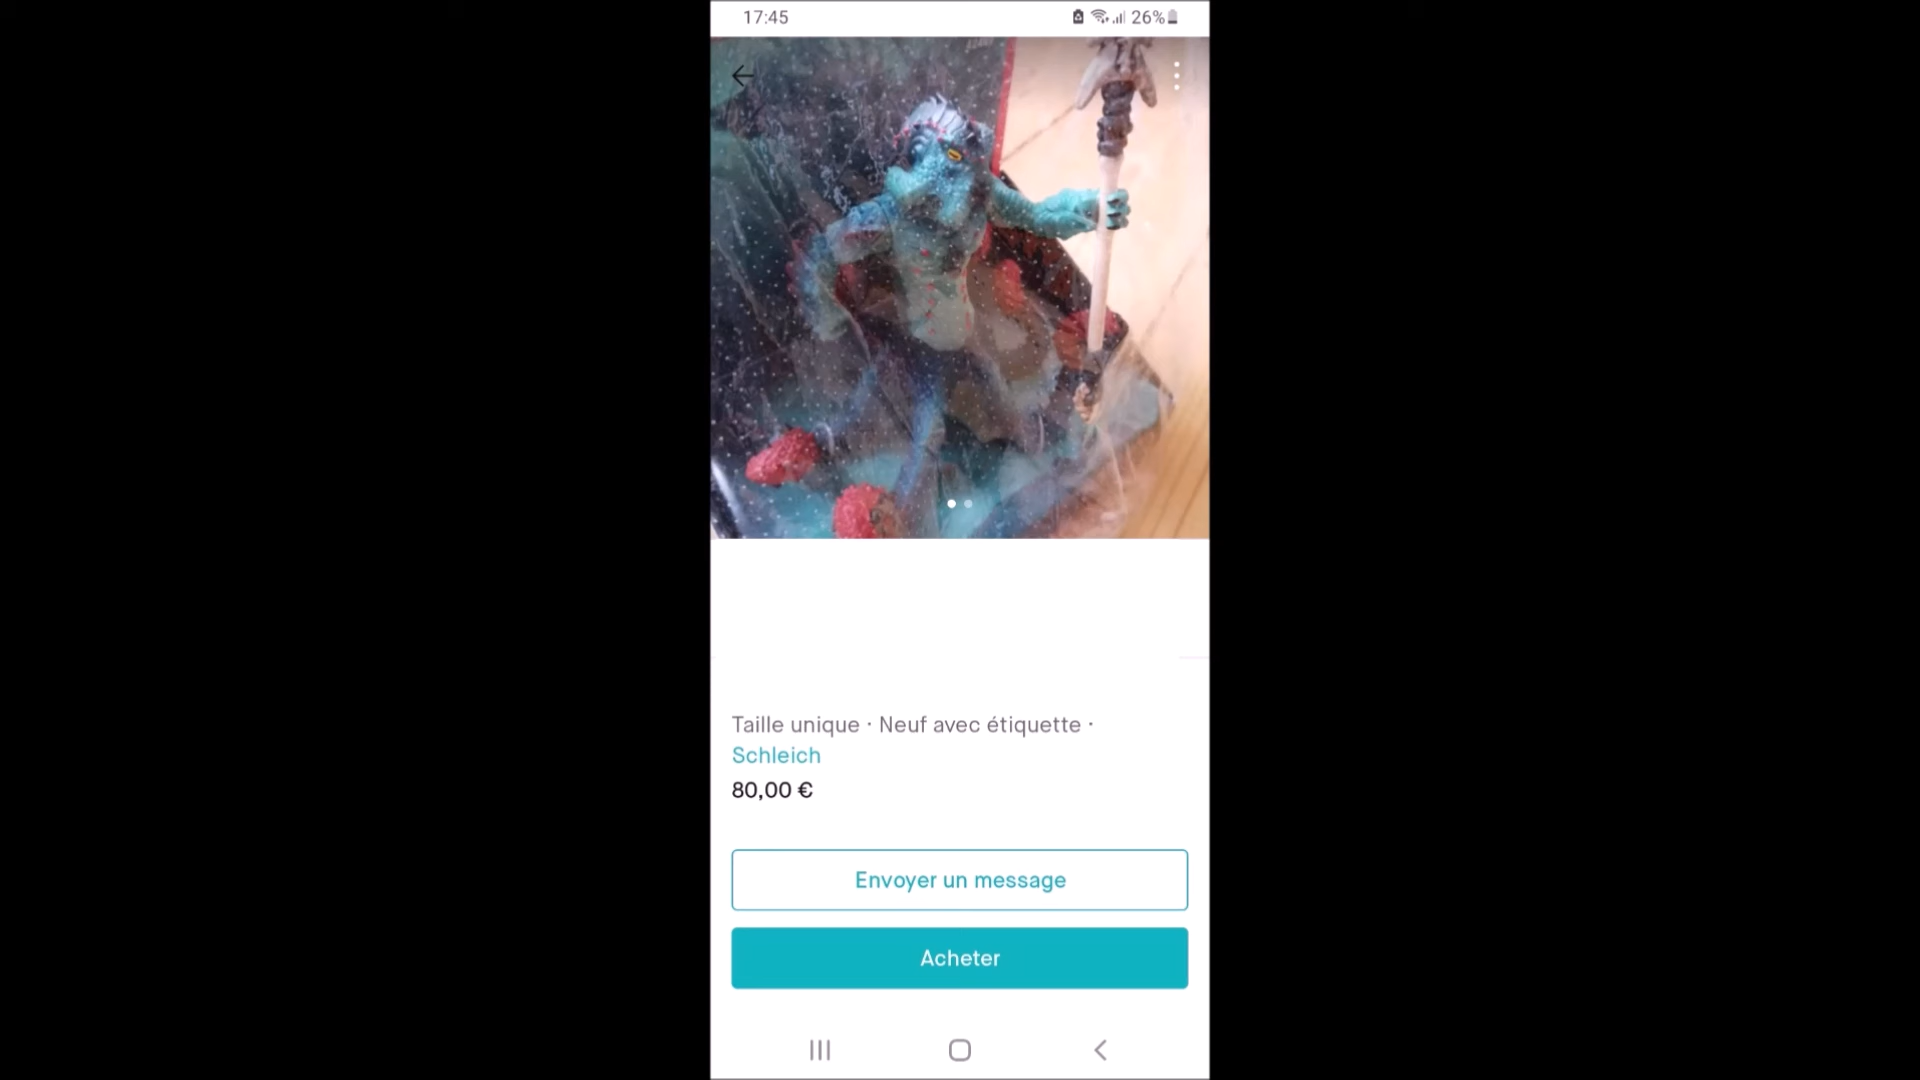 17:45
26%
Taille unique · Neuf avec étiquette ·
Schleich
80,00 €
Envoyer un message
Acheter